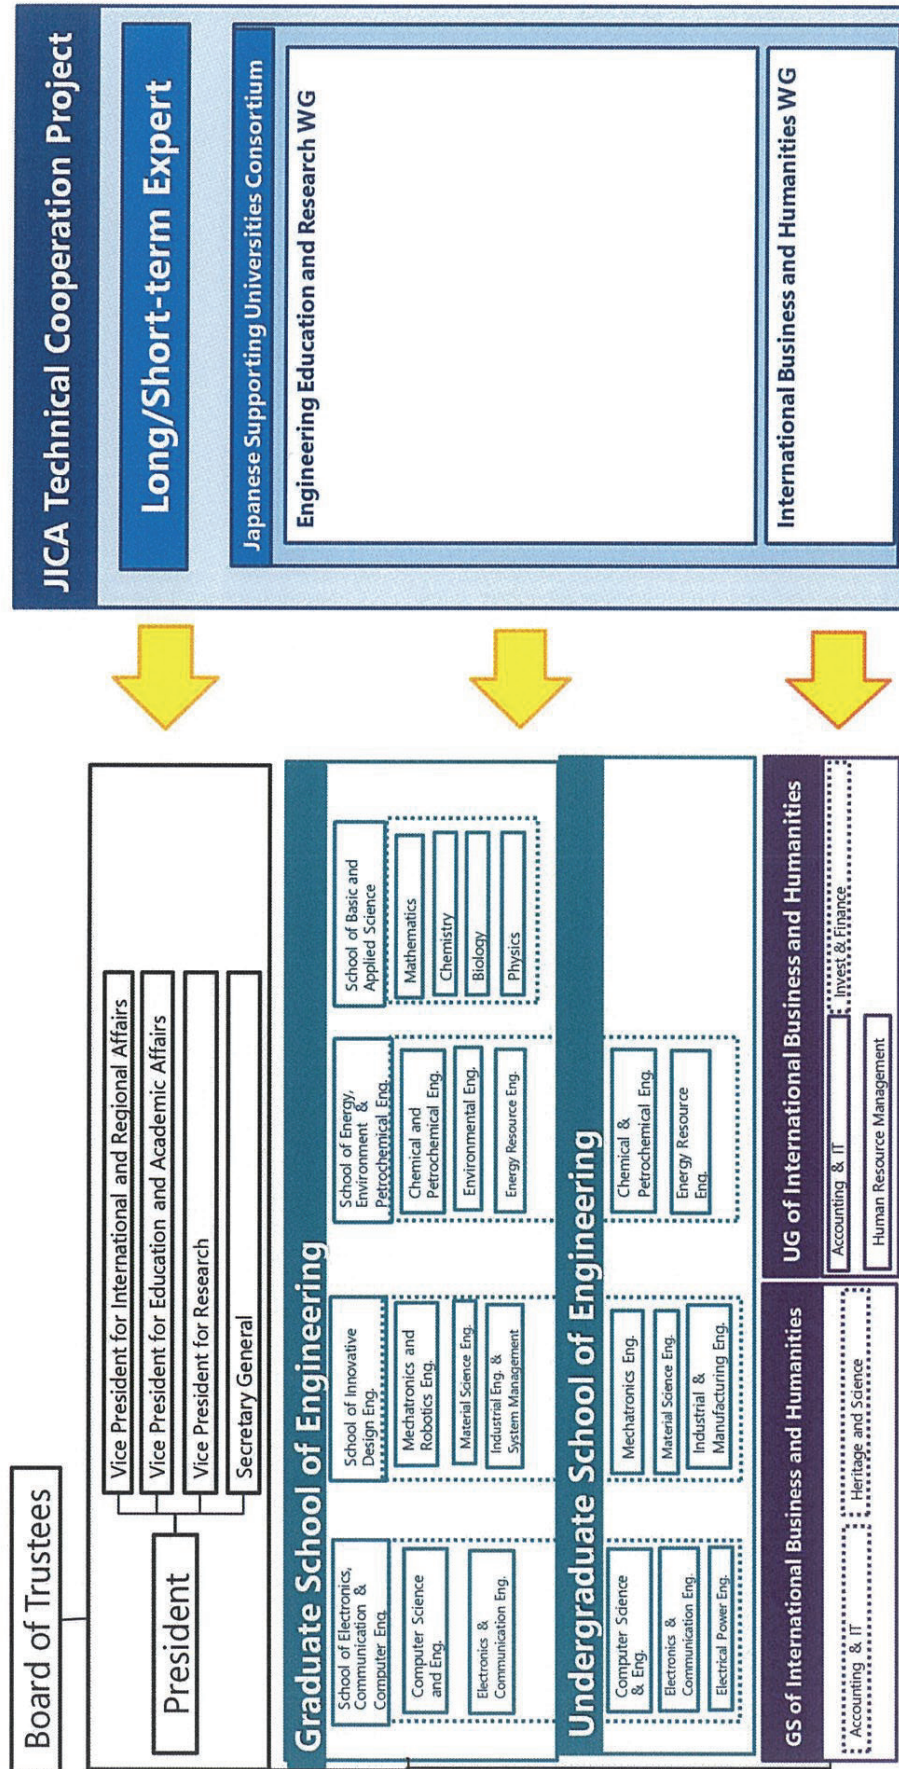 Board of Trustees
President
Vice President for International and Regional Affairs
Vice President for Education and Academic Affairs
Vice President for Research
Secretary General
Graduate School of Engineering
School of Electronics,
Communication &
Computer Eng.
Computer Science
and Eng.
Electronics &
Communication Eng.
School of Innovative
Design Eng.
Mechatronics and
Robotics Eng.
Material Science Eng.
Industrial Eng. &
System Management
School of Energy,
Environment &
Petrochemical Eng.
Chemical and
Petrochemical Eng.
Environmental Eng.
Energy Resource Eng.
School of Basic and
Applied Science
Mathematics
Chemistry
Biology
Physics
Undergraduate School of Engineering
Computer Science
& Eng.
Electronics &
Communication Eng.
Electrical Power Eng.
Mechatronics Eng.
Material Science Eng.
Industrial &
Manufacturing Eng.
Chemical &
Petrochemical Eng.
Energy Resource
Eng.
GS of International Business and Humanities
Accounting & IT
Heritage and Science
UG of International Business and Humanities
Accounting & IT
Invest & Finance
Human Resource Management
JICA Technical Cooperation Project
Long/Short-term Expert
Japanese Supporting Universities Consortium
Engineering Education and Research WG
International Business and Humanities WG